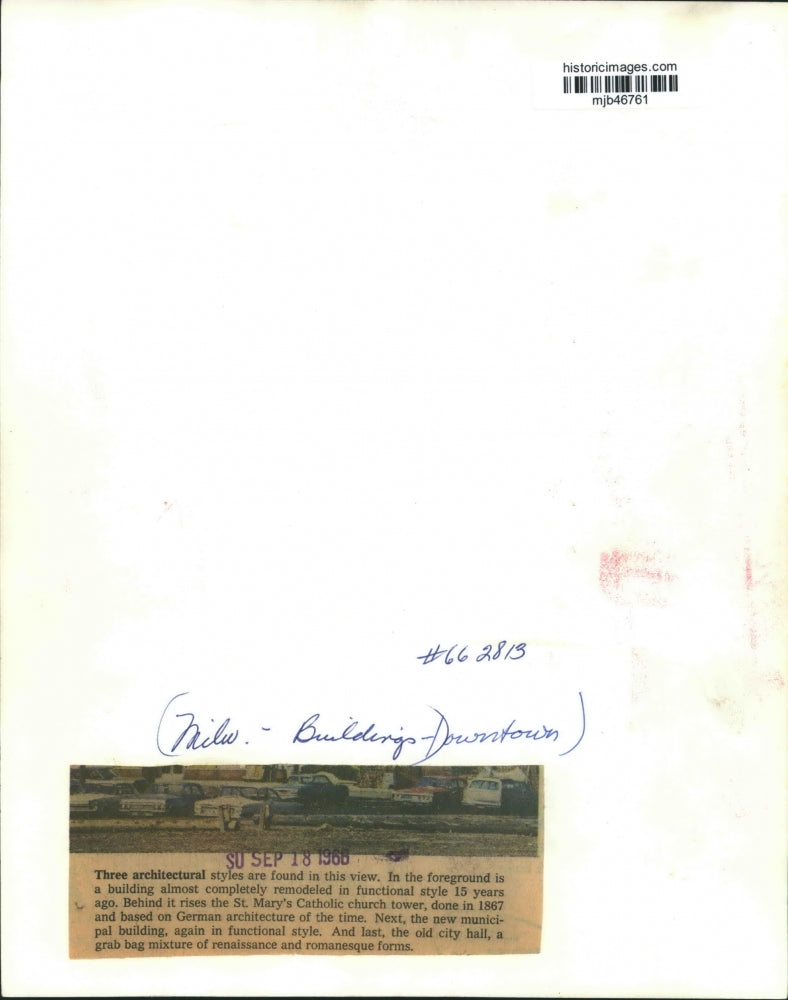 historicimages.com
mjb46761
#66 2813
(Milw. - Buildings-Downtown)
SU SEP 18 1966
Three architectural styles are found in this view. In the foreground is
a building almost completely remodeled in functional style 15 years
ago. Behind it rises the St. Mary's Catholic church tower, done in 1867
and based on German architecture of the time. Next, the new munici-
pal building, again in functional style. And last, the old city hall, a
grab bag mixture of renaissance and romanesque forms.